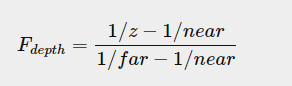 F_depth = (1/z − 1/near) / (1/far − 1/near)